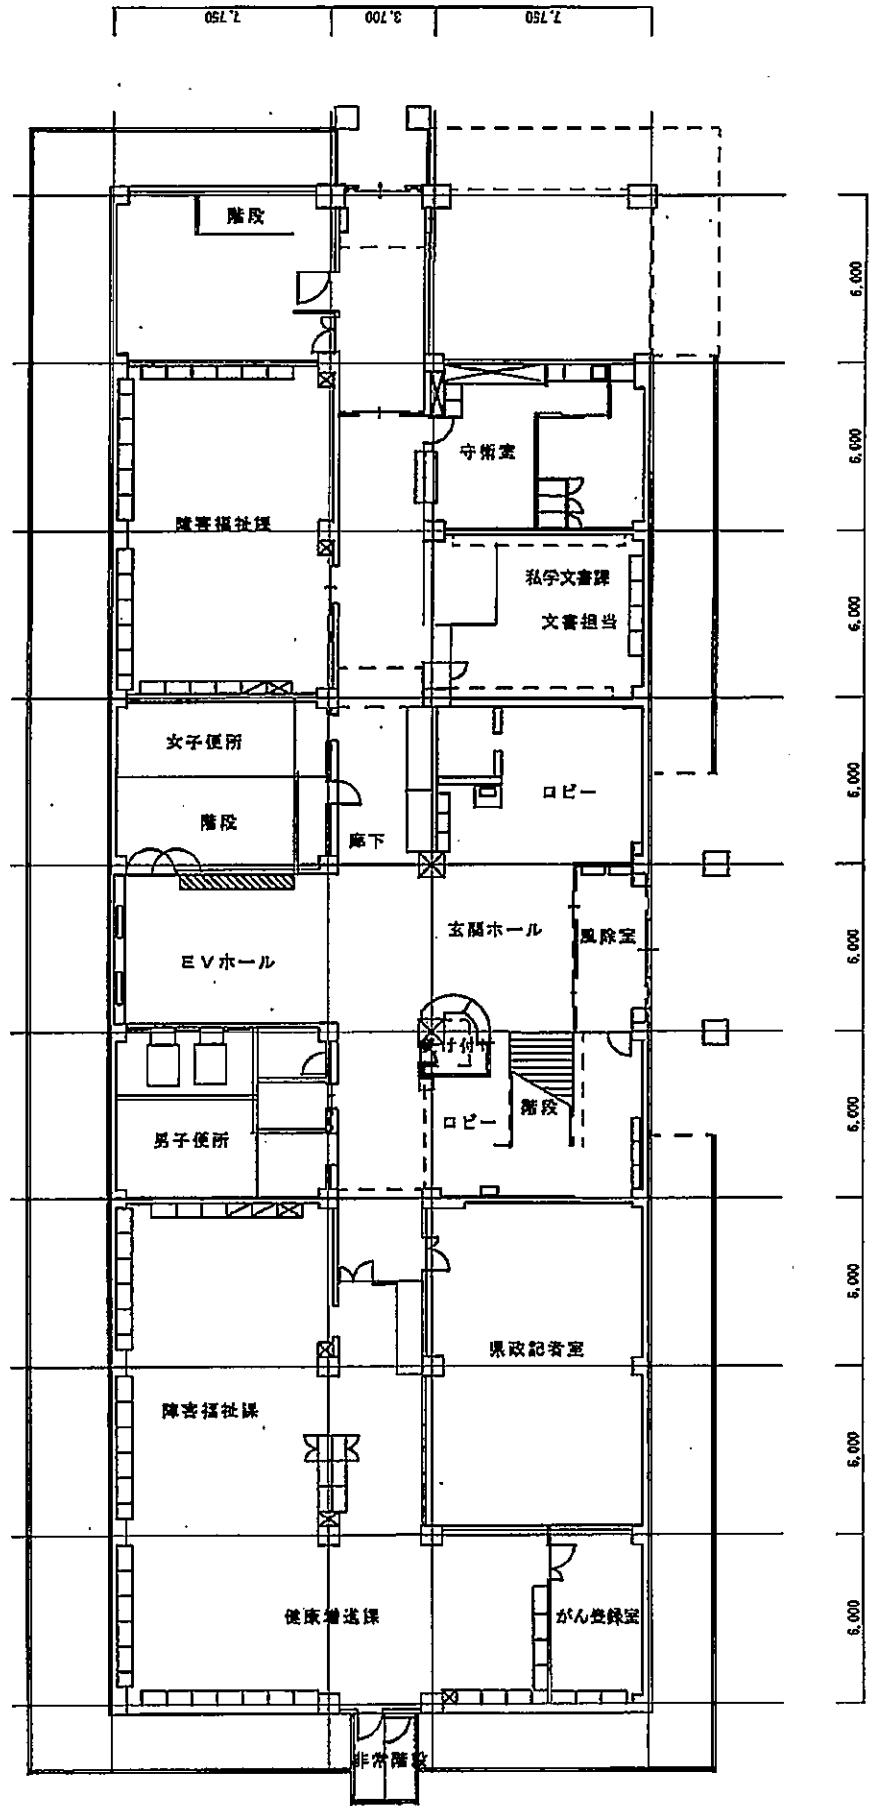 7,750
3,700
7,750
階段
6,000
守衛室
6,000
障害福祉課
私学文書課
文書担当
6,000
女子便所
ロビー
6,000
階段
廊下
玄関ホール
風除室
EVホール
6,000
受け付け
階段
ロビー
男子便所
6,000
6,000
県政記者室
障害福祉課
6,000
健康増進課
がん登録室
6,000
非常階段